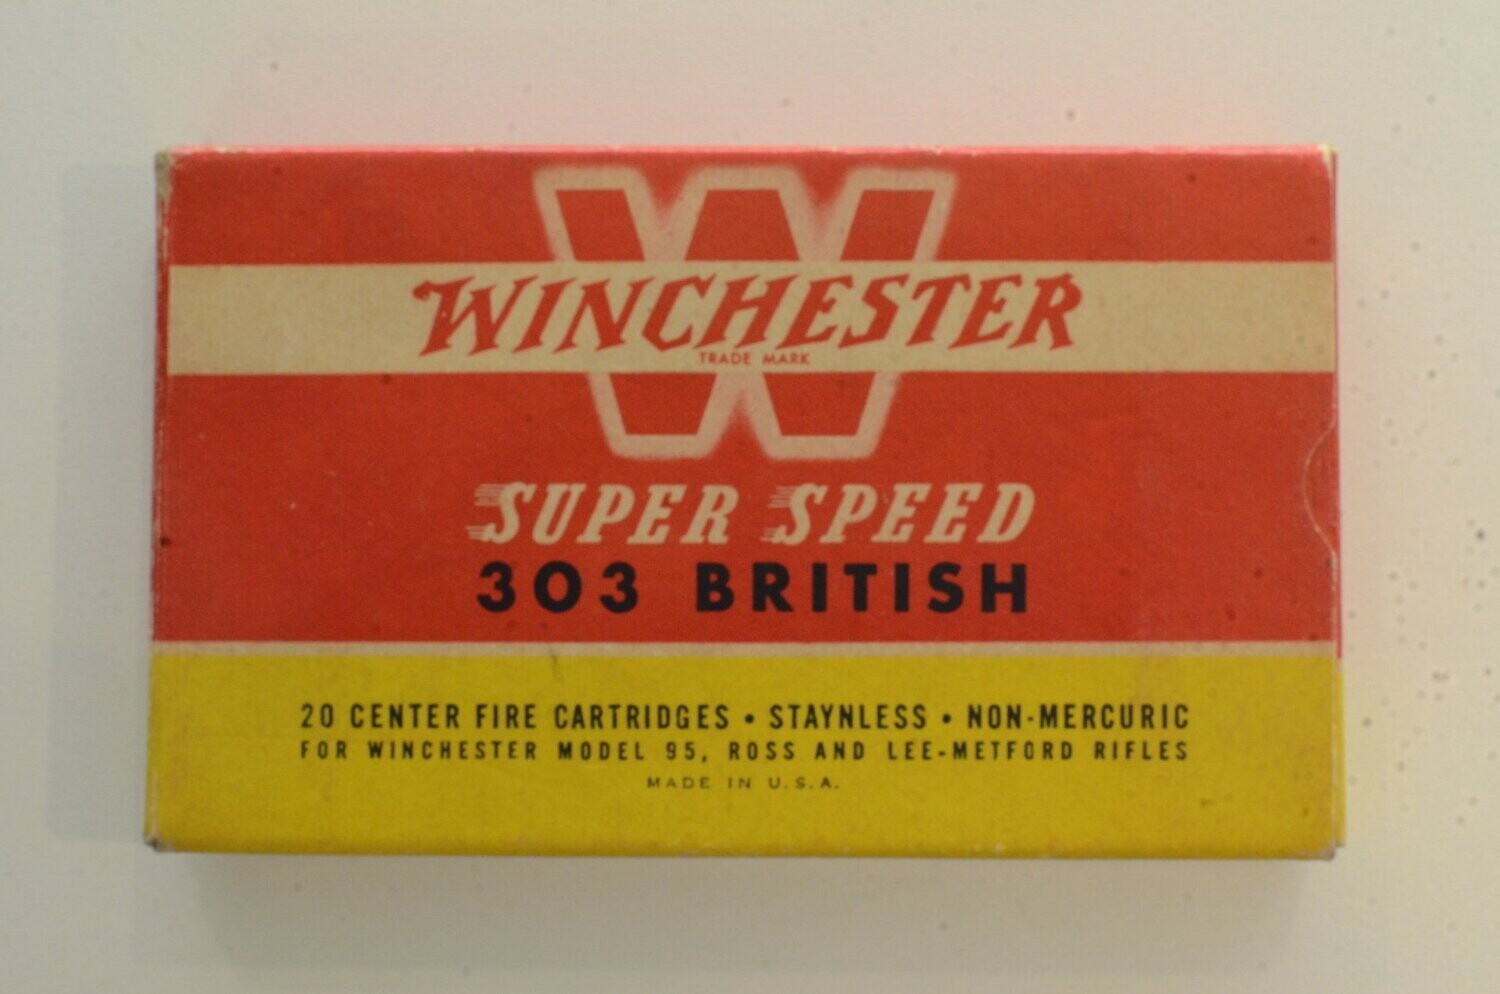 W
WINCHESTER
TRADE MARK
SUPER SPEED
303 BRITISH
20 CENTER FIRE CARTRIDGES • STAYNLESS • NON-MERCURIC
FOR WINCHESTER MODEL 95, ROSS AND LEE-METFORD RIFLES
MADE IN U.S.A.